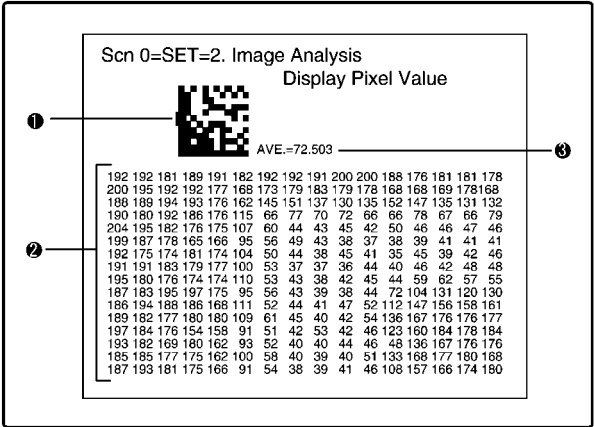 Scn 0=SET=2. Image Analysis
Display Pixel Value
❶
AVE.=72.503
❸
❷
192 192 181 189 191 182 192 192 191 200 200 188 176 181 181 178
200 195 192 192 177 168 173 179 183 179 178 168 168 169 178168
188 189 194 193 176 162 145 151 137 130 135 152 147 135 131 132
190 180 192 186 176 115 66 77 70 72 66 66 78 67 66 79
204 195 182 176 175 107 60 44 43 45 42 50 46 46 47 46
199 187 178 165 166 95 56 49 43 38 37 38 39 41 41 41
192 175 174 181 174 104 50 44 38 45 41 35 45 39 42 46
191 191 183 179 177 100 53 37 37 36 44 40 46 42 48 48
195 180 176 174 174 110 53 43 38 42 45 44 59 62 57 55
187 183 195 197 175 95 56 43 39 38 44 72 104 131 120 130
186 194 188 186 168 111 52 44 41 47 52 112 147 156 158 161
189 182 177 180 180 109 61 45 40 42 54 136 167 176 176 177
197 184 176 154 158 91 51 42 53 42 46 123 160 184 178 184
193 182 169 180 162 93 52 40 40 44 46 48 136 167 176 176
185 185 177 175 162 100 58 40 39 40 51 133 168 177 180 168
187 193 181 175 166 91 54 38 39 41 46 108 157 166 174 180